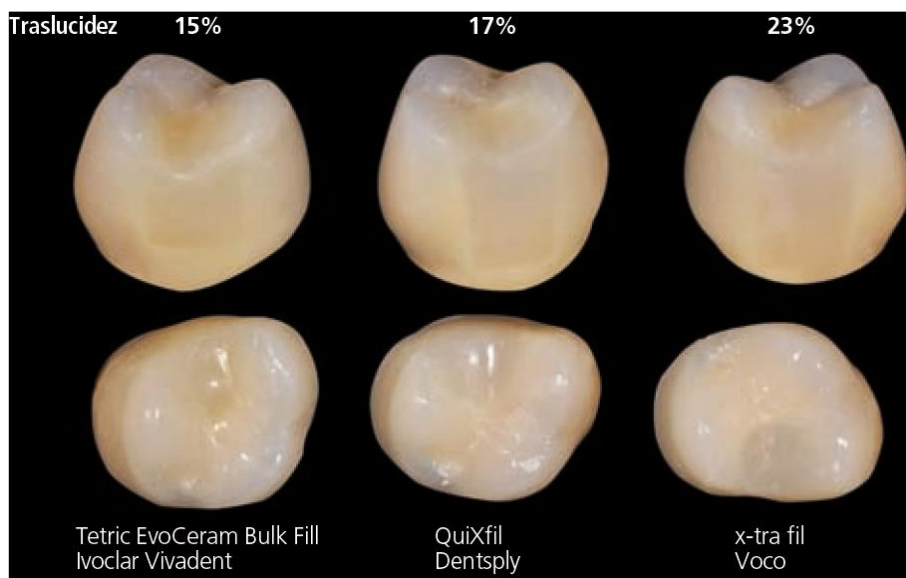 Traslucidez 15% 17% 23%
Tetric EvoCeram Bulk Fill
Ivoclar Vivadent
QuiXfil
Dentsply
x-tra fil
Voco